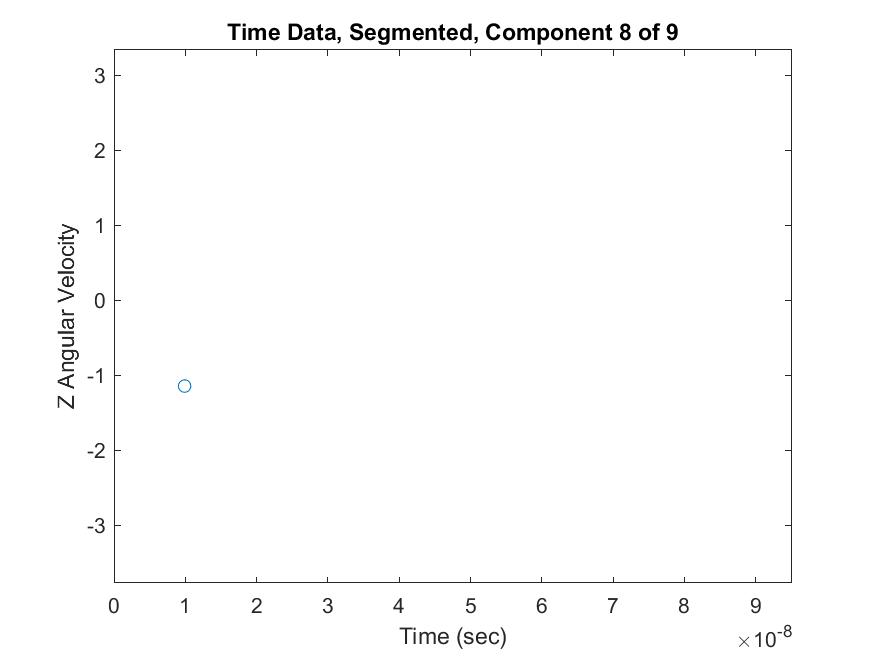 Time Data, Segmented, Component 8 of 9
3
2
1
0
-1
-2
-3
Z Angular Velocity
0 1 2 3 4 5 6 7 8 9
Time (sec)
×10⁻⁸